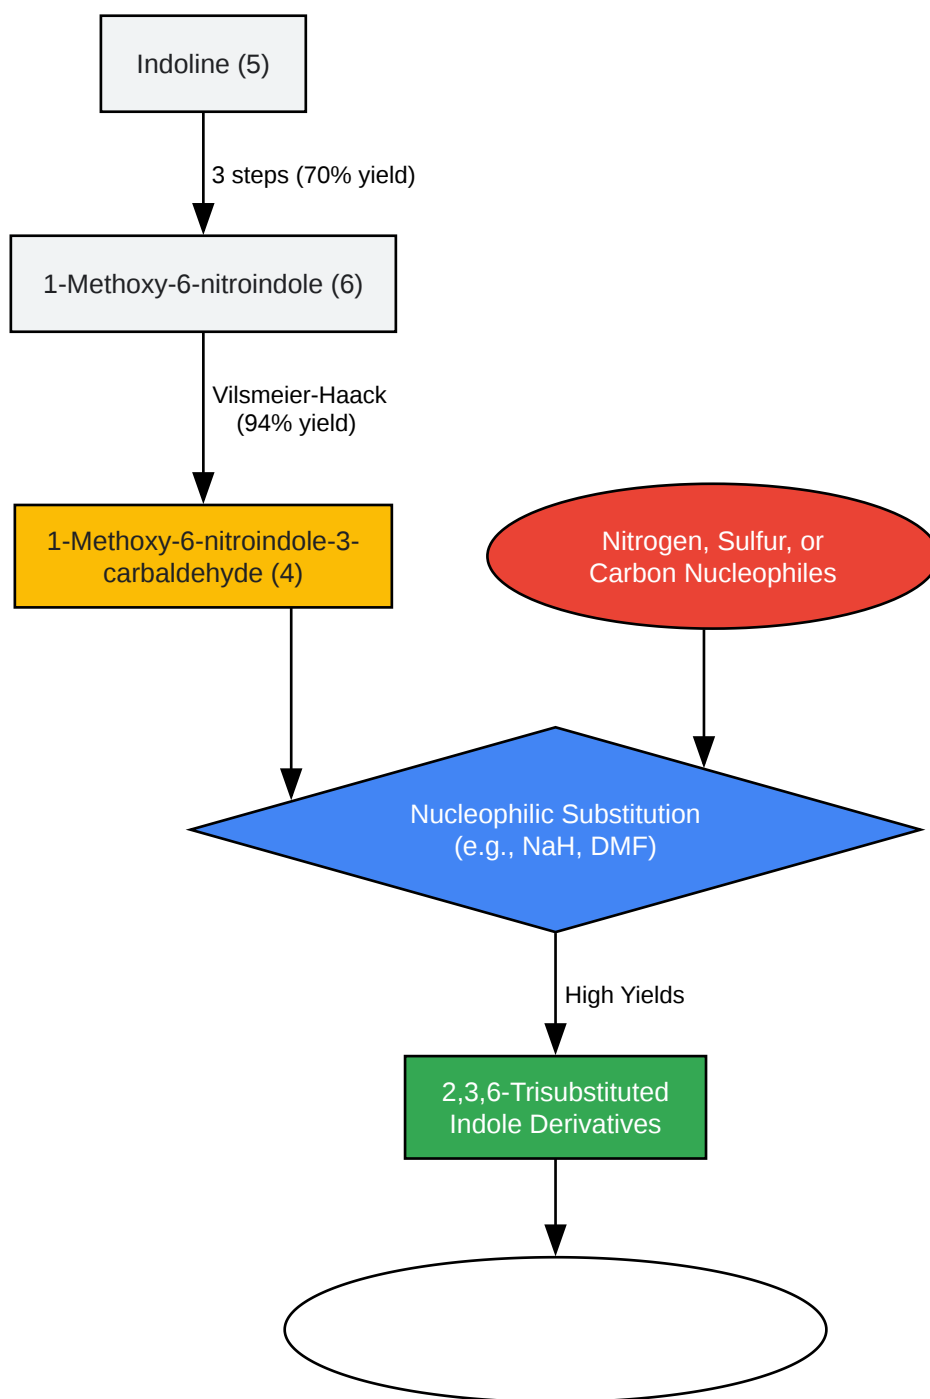 Indoline (5)
3 steps (70% yield)
1-Methoxy-6-nitroindole (6)
Vilsmeier-Haack
(94% yield)
1-Methoxy-6-nitroindole-3-
carbaldehyde (4)
Nitrogen, Sulfur, or
Carbon Nucleophiles
Nucleophilic Substitution
(e.g., NaH, DMF)
High Yields
2,3,6-Trisubstituted
Indole Derivatives